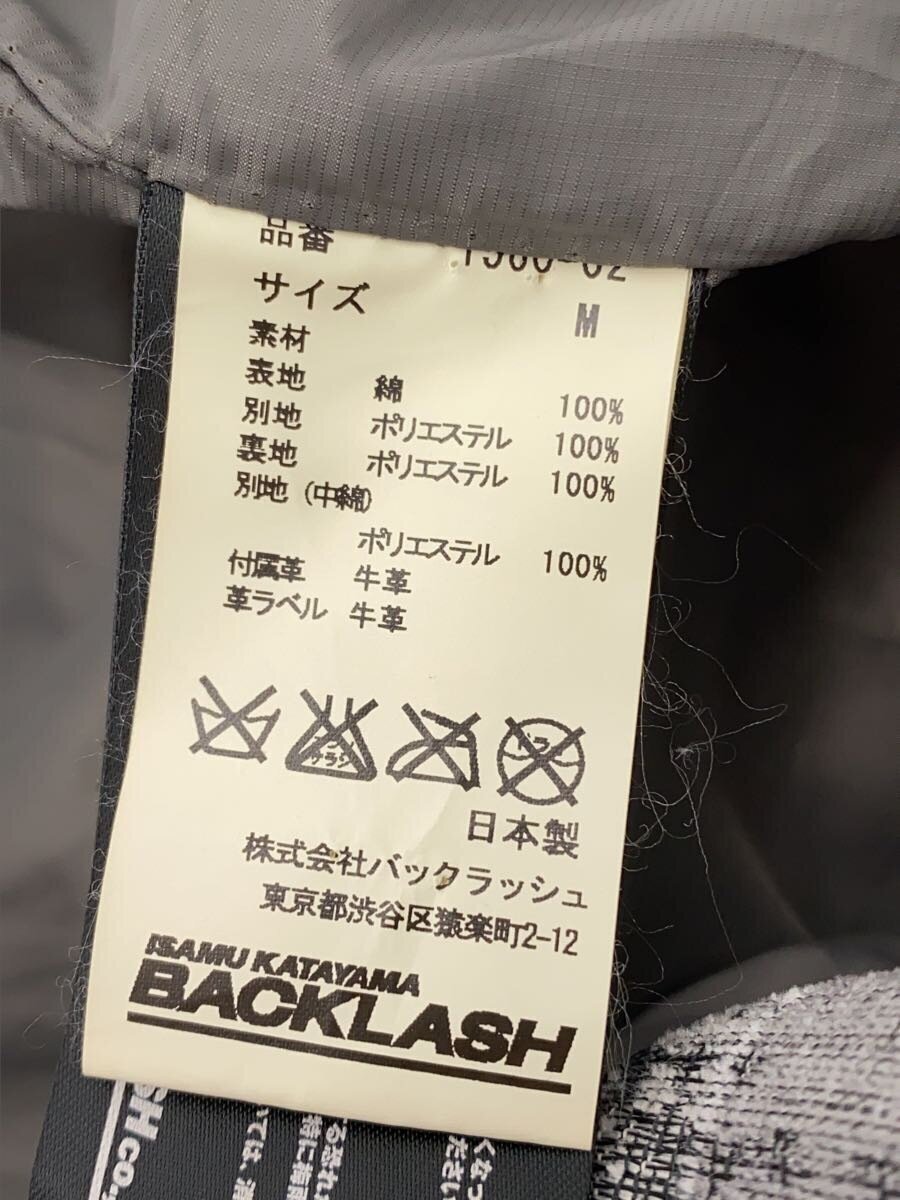 品番 1580-02
サイズ M
素材
表地 綿 100%
別地 ポリエステル 100%
裏地 ポリエステル 100%
別地(中綿)
ポリエステル 100%
付属革 牛革
革ラベル 牛革
日本製
株式会社バックラッシュ
東京都渋谷区猿楽町2-12
ISAMU KATAYAMA
BACKLASH